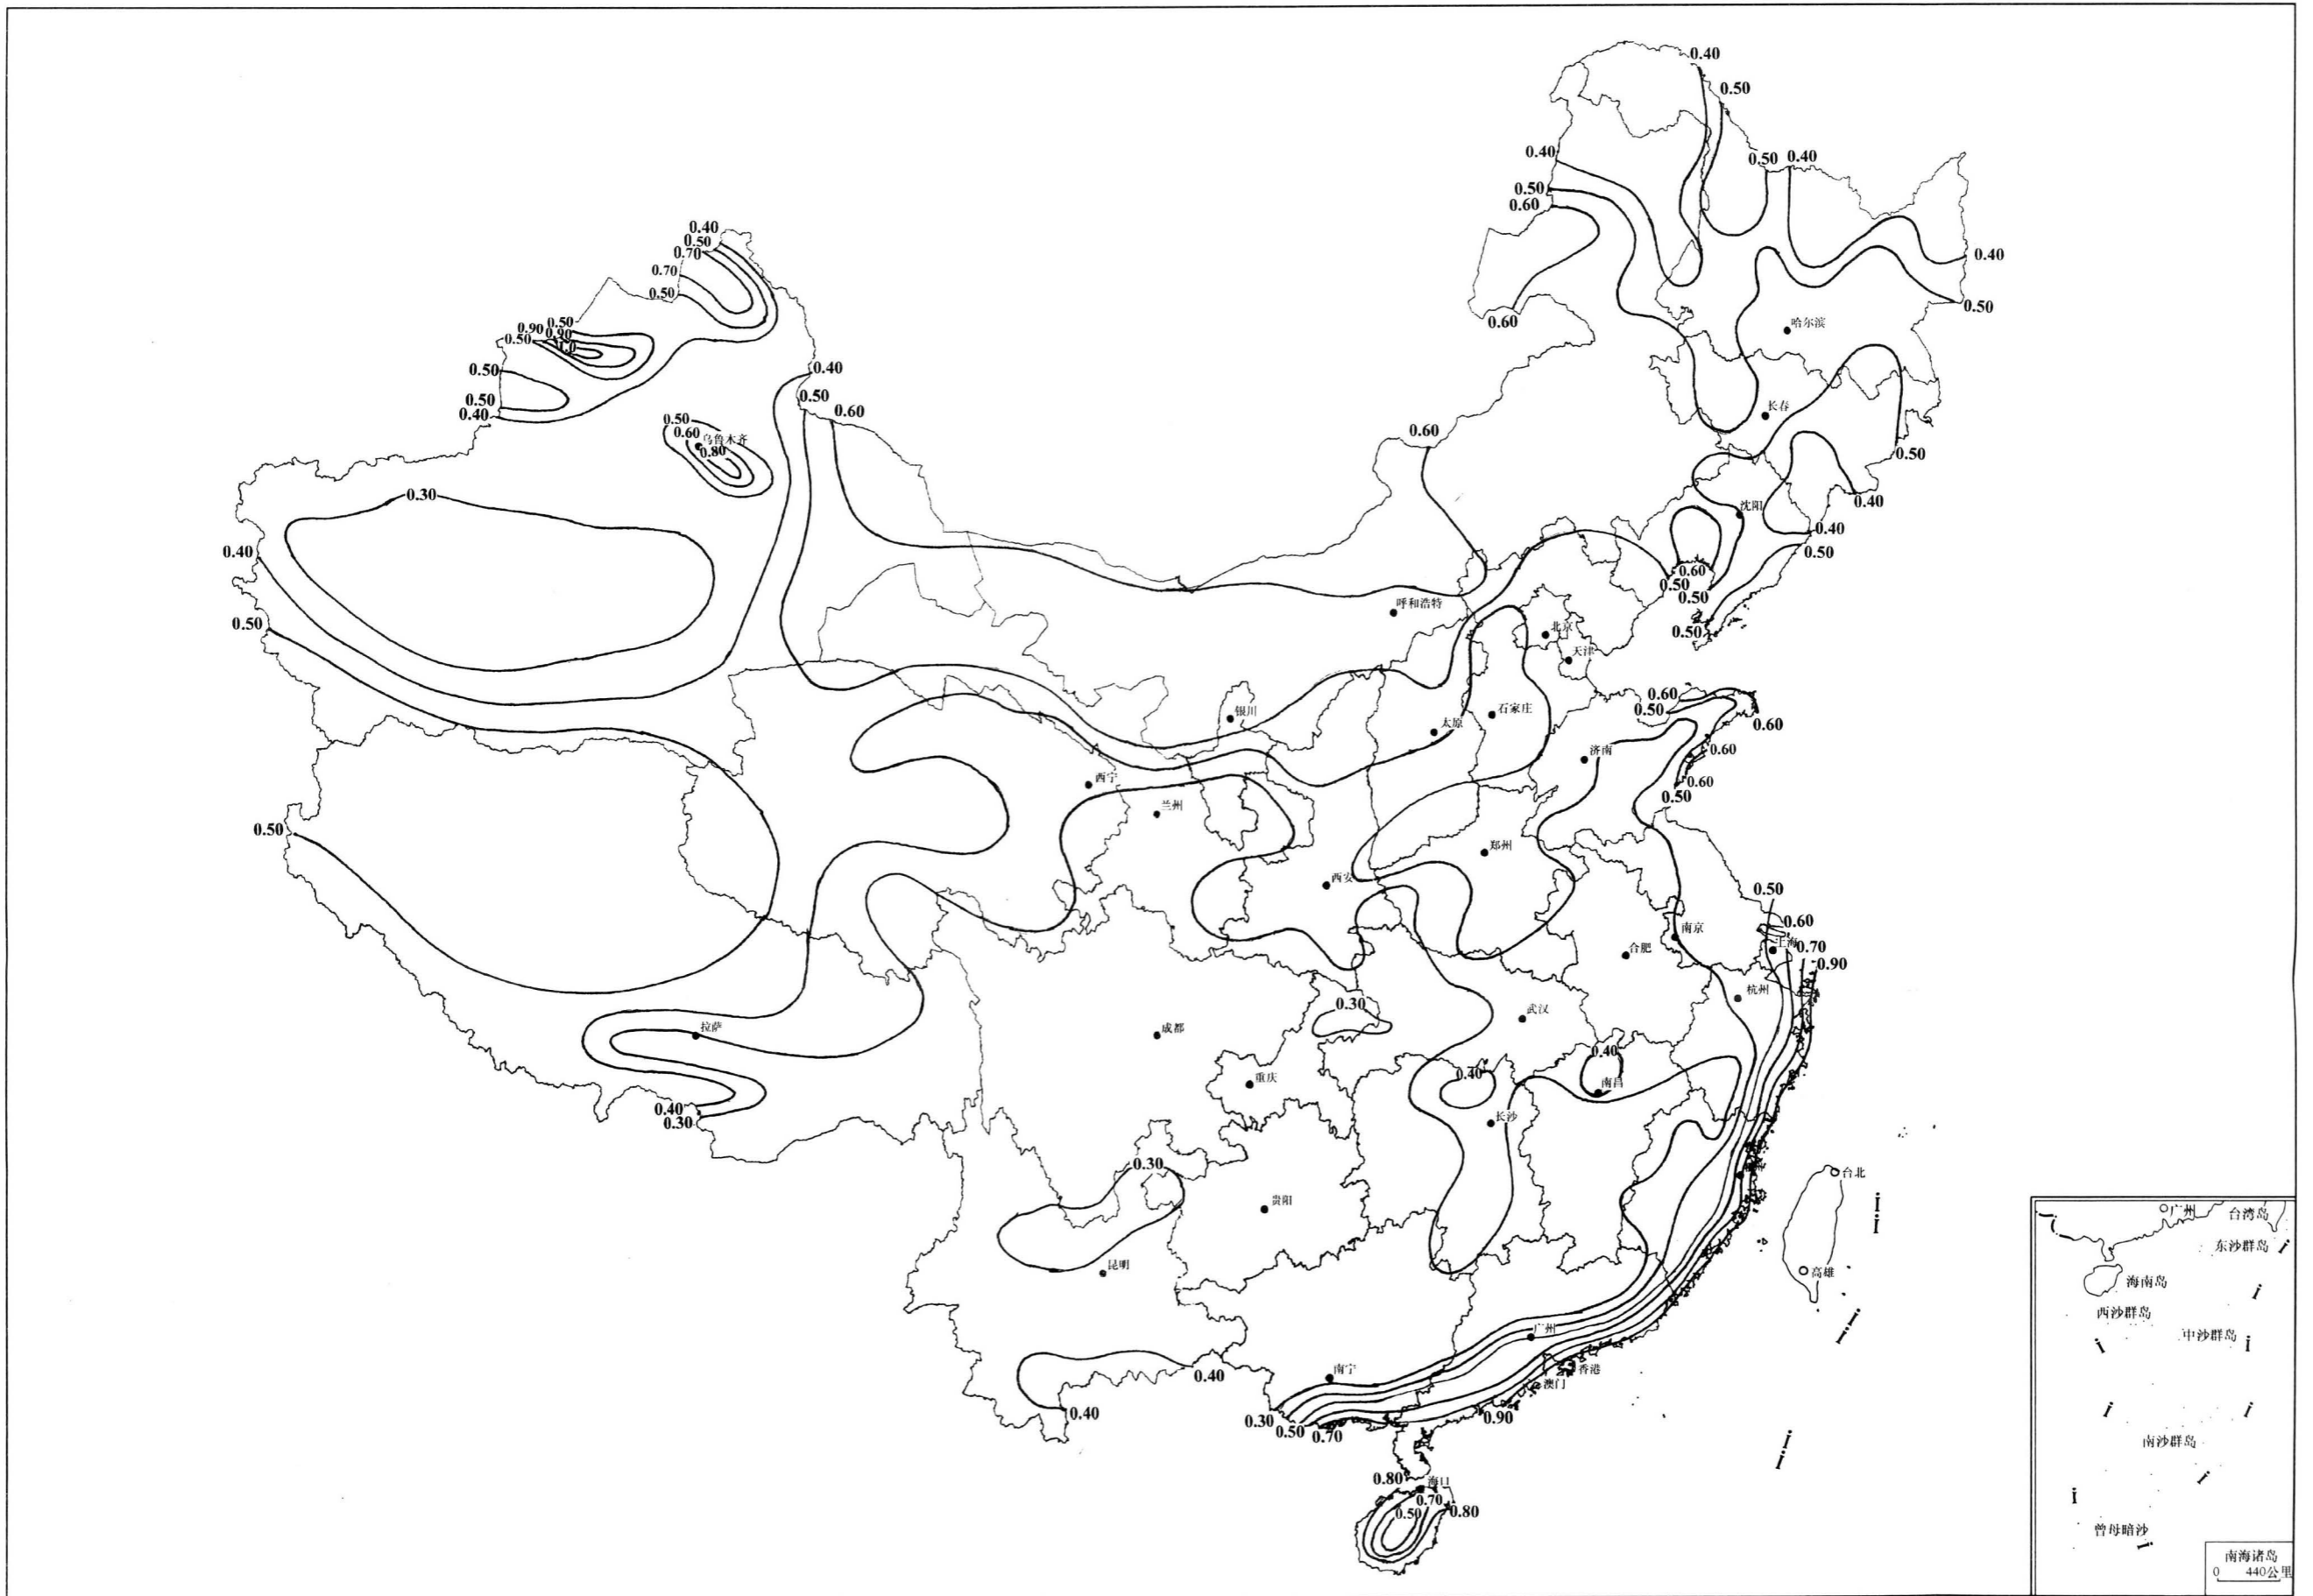 0.40
0.50
0.50 0.40
0.40
0.50
0.60
0.40
0.50
0.60
哈尔滨
长春
0.50
0.40
沈阳
0.40
0.50
0.60
0.50
0.50
0.50
0.40
0.50
0.70
0.70
0.50
0.50
0.90
0.90
1.0
0.50
0.50
0.50
0.40
0.40
0.50
0.60
0.50
0.60
乌鲁木齐
0.80
0.60
0.30
0.40
0.50
0.50
呼和浩特
北京
天津
石家庄
太原
银川
济南
0.60
0.50
0.60
0.60
0.60
0.50
西宁
兰州
郑州
西安
0.50
0.60
南京
上海
0.70
0.90
合肥
杭州
武汉
0.30
拉萨
成都
重庆
0.40
南昌
0.40
长沙
0.40
0.30
0.30
贵阳
昆明
台北
高雄
广州
香港
澳门
南宁
0.40
0.40
0.30
0.50
0.70
0.90
0.80
海口
0.70
0.50
0.80
广州
台湾岛
东沙群岛
海南岛
西沙群岛
中沙群岛
南沙群岛
曾母暗沙
南海诸岛
0 440公里